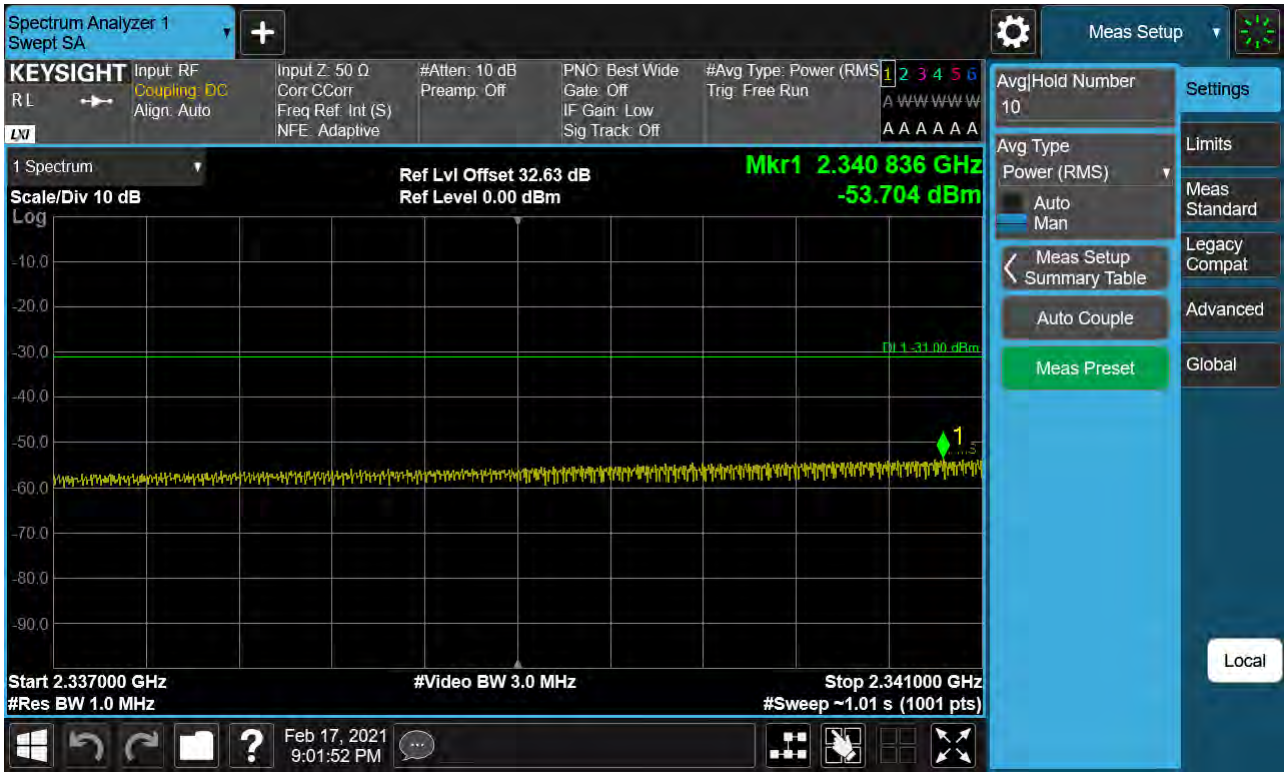 Spectrum Analyzer 1
Swept SA
+
Meas Setup
KEYSIGHT
RL
LXI
Input: RF
Coupling: DC
Align: Auto
Input Z: 50 Ω
Corr CCorr
Freq Ref: Int (S)
NFE: Adaptive
#Atten: 10 dB
Preamp: Off
PNO: Best Wide
Gate: Off
IF Gain: Low
Sig Track: Off
#Avg Type: Power (RMS
Trig: Free Run
1 2 3 4 5 6
A W W W W W
A A A A A A
1 Spectrum
Scale/Div 10 dB
Log
Ref Lvl Offset 32.63 dB
Ref Level 0.00 dBm
Mkr1 2.340 836 GHz
-53.704 dBm
-10.0
-20.0
-30.0
DL1 -31.00 dBm
-40.0
1
-50.0
-60.0
-70.0
-80.0
-90.0
Start 2.337000 GHz
#Video BW 3.0 MHz
Stop 2.341000 GHz
#Res BW 1.0 MHz
#Sweep ~1.01 s (1001 pts)
Avg|Hold Number
10
Avg Type
Power (RMS)
Auto
Man
Meas Setup
Summary Table
Auto Couple
Meas Preset
Settings
Limits
Meas
Standard
Legacy
Compat
Advanced
Global
Local
?
Feb 17, 2021
9:01:52 PM